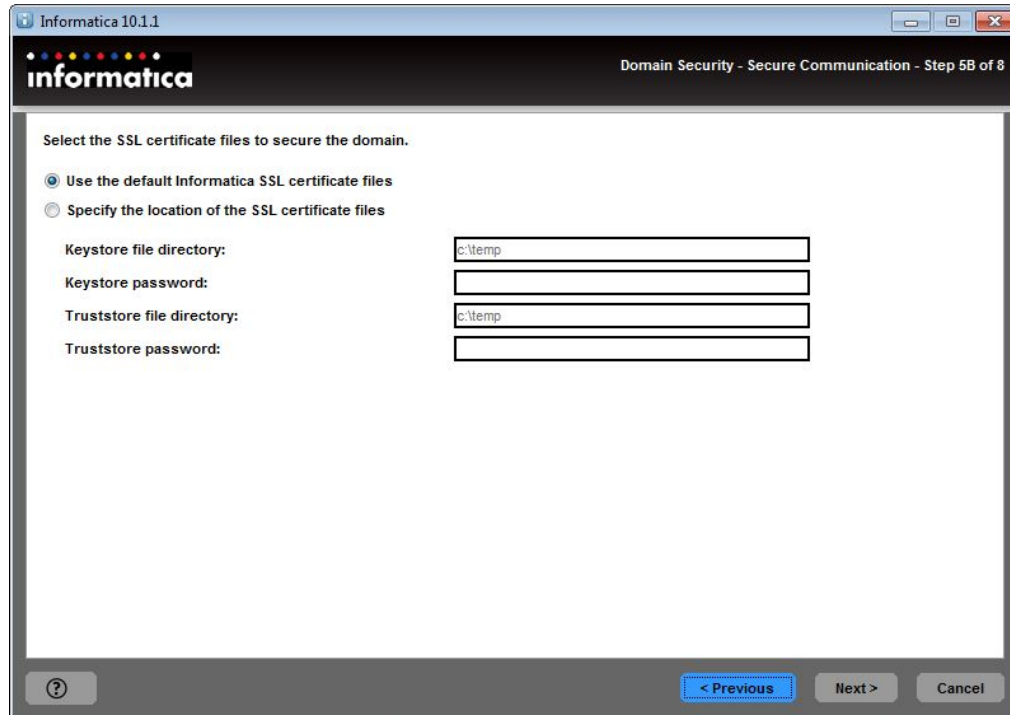 Informatica 10.1.1
informatica
Domain Security - Secure Communication - Step 5B of 8
Select the SSL certificate files to secure the domain.
Use the default Informatica SSL certificate files
Specify the location of the SSL certificate files
Keystore file directory: c:\temp
Keystore password:
Truststore file directory: c:\temp
Truststore password:
? < Previous Next > Cancel